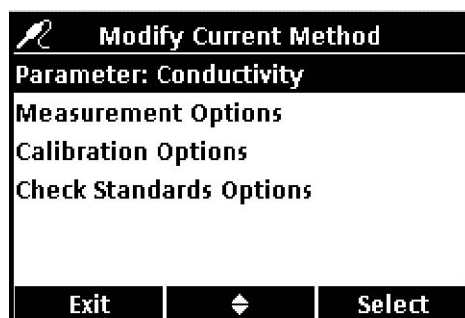 Modify Current Method
Parameter: Conductivity
Measurement Options
Calibration Options
Check Standards Options
Exit Select